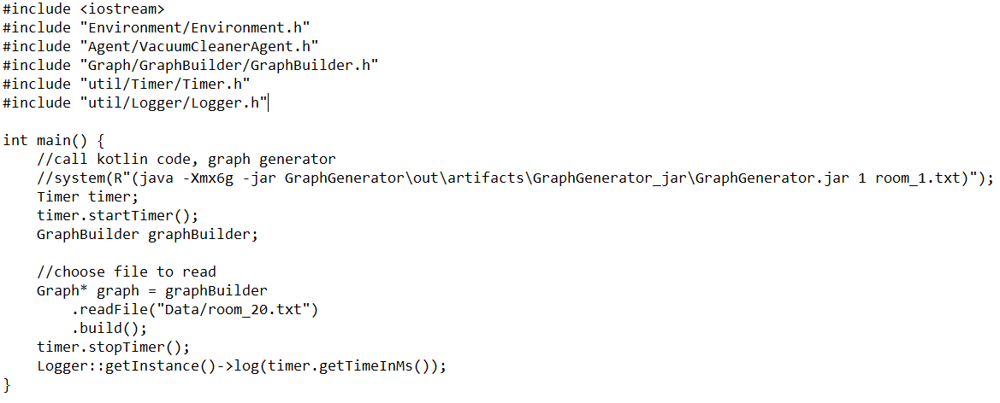 #include <iostream>
#include "Environment/Environment.h"
#include "Agent/VacuumCleanerAgent.h"
#include "Graph/GraphBuilder/GraphBuilder.h"
#include "util/Timer/Timer.h"
#include "util/Logger/Logger.h"

int main() {
    //call kotlin code, graph generator
    //system(R"(java -Xmx6g -jar GraphGenerator\out\artifacts\GraphGenerator_jar\GraphGenerator.jar 1 room_1.txt)");
    Timer timer;
    timer.startTimer();
    GraphBuilder graphBuilder;

    //choose file to read
    Graph* graph = graphBuilder
        .readFile("Data/room_20.txt")
        .build();
    timer.stopTimer();
    Logger::getInstance()->log(timer.getTimeInMs());
}